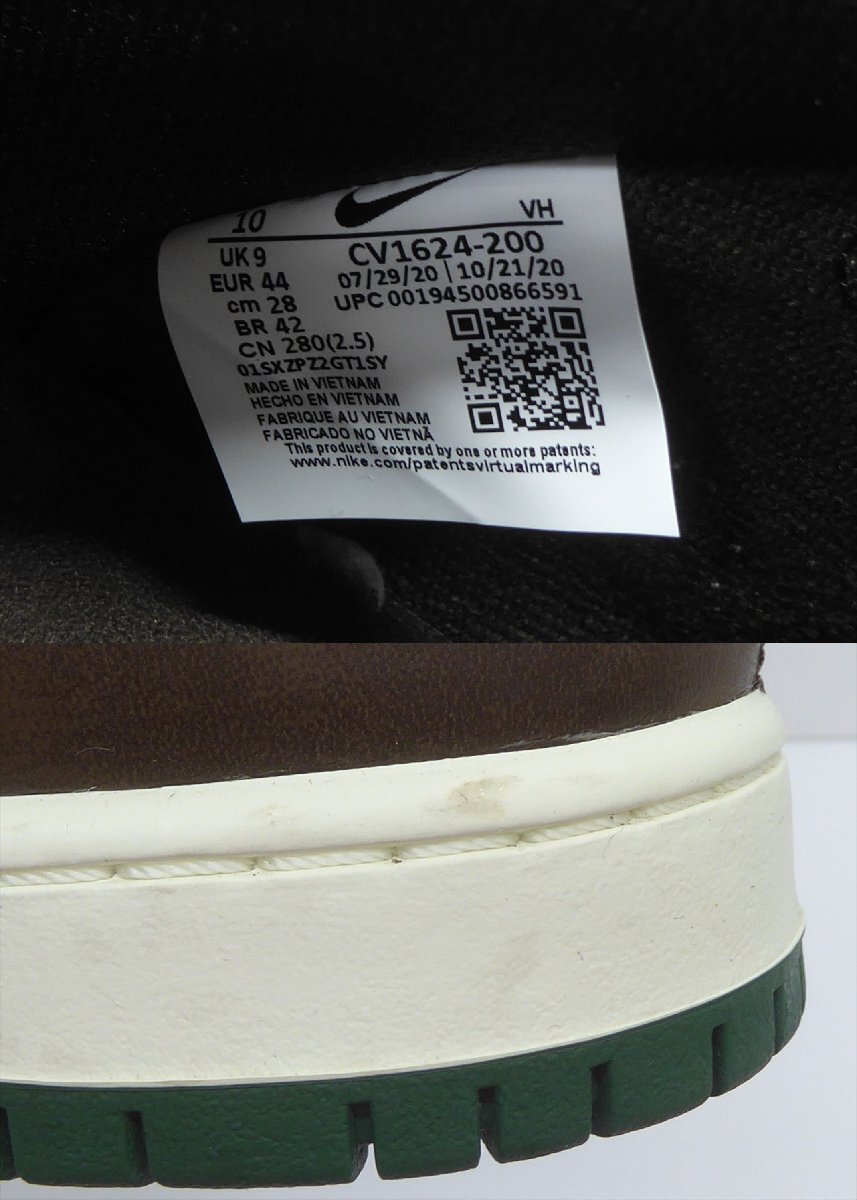 10 VH
UK 9 CV1624-200
EUR 44 07/29/20 | 10/21/20
cm 28 UPC 00194500866591
BR 42
CN 280(2.5)
01SXZPZ2GT1SY
MADE IN VIETNAM
HECHO EN VIETNAM
FABRIQUE AU VIETNAM
FABRICADO NO VIETNÃ
This product is covered by one or more patents:
www.nike.com/patentsvirtualmarking